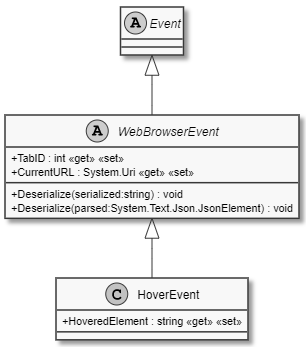 A Event
A WebBrowserEvent
+TabID : int «get» «set»
+CurrentURL : System.Uri «get» «set»
+Deserialize(serialized:string) : void
+Deserialize(parsed:System.Text.Json.JsonElement) : void
C HoverEvent
+HoveredElement : string «get» «set»